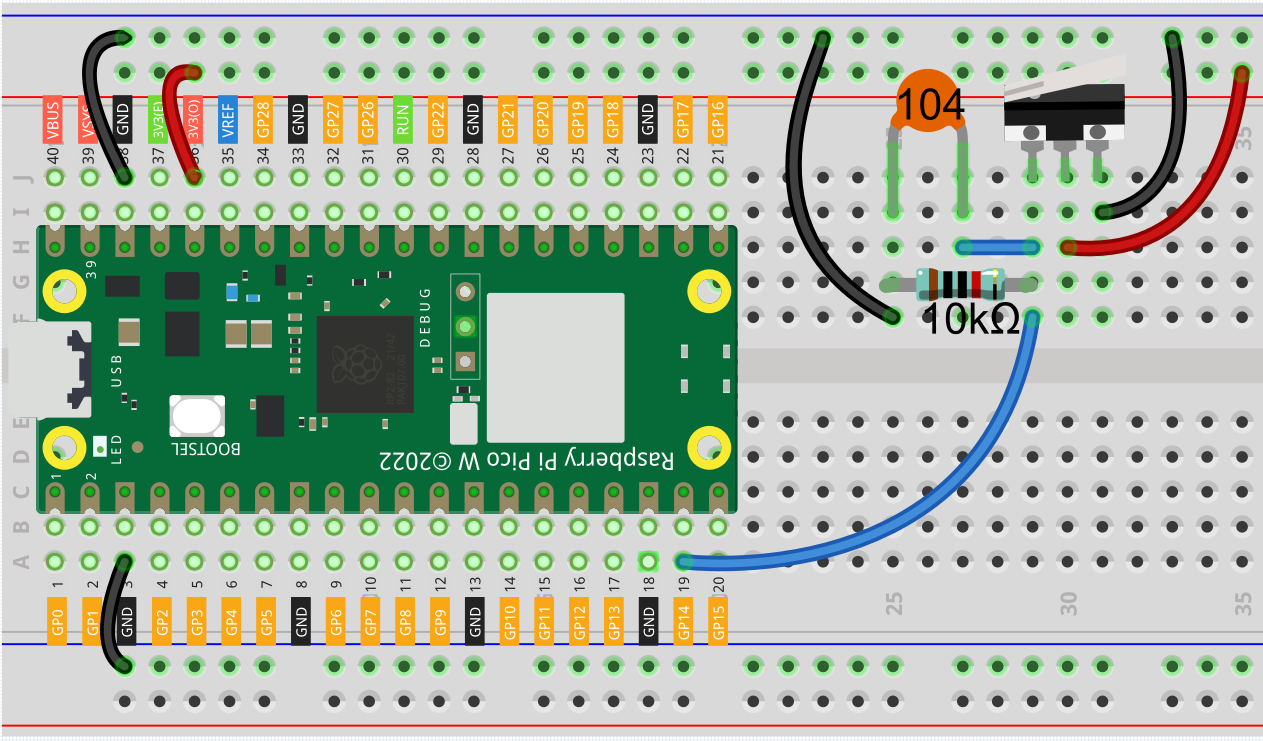 VBUS
VSYS
GND
3V3(E)
3V3(O)
VREF
GP28
GND
GP27
GP26
RUN
GP22
GND
GP21
GP20
GP19
GP18
GND
GP17
GP16
40
39
38
37
36
35
34
33
32
31
30
29
28
27
26
25
24
23
22
21
104
35
J
I
H
G
F
39
DEBUG
USB
10kΩ
E
D
C
B
A
LED
BOOTSEL
Raspberry Pi Pico W ©2022
1
2
1
2
3
4
5
6
7
8
9
10
11
12
13
14
15
16
17
18
19
20
25
30
35
GP0
GP1
GND
GP2
GP3
GP4
GP5
GND
GP6
GP7
GP8
GP9
GND
GP10
GP11
GP12
GP13
GND
GP14
GP15